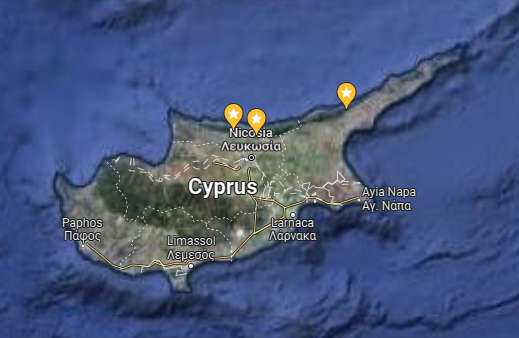 Nicosia
Λευκωσία
Cyprus
Ayia Napa
Αγ. Νάπα
Paphos
Πάφος
Larnaca
Λάρνακα
Limassol
Λεμεσός